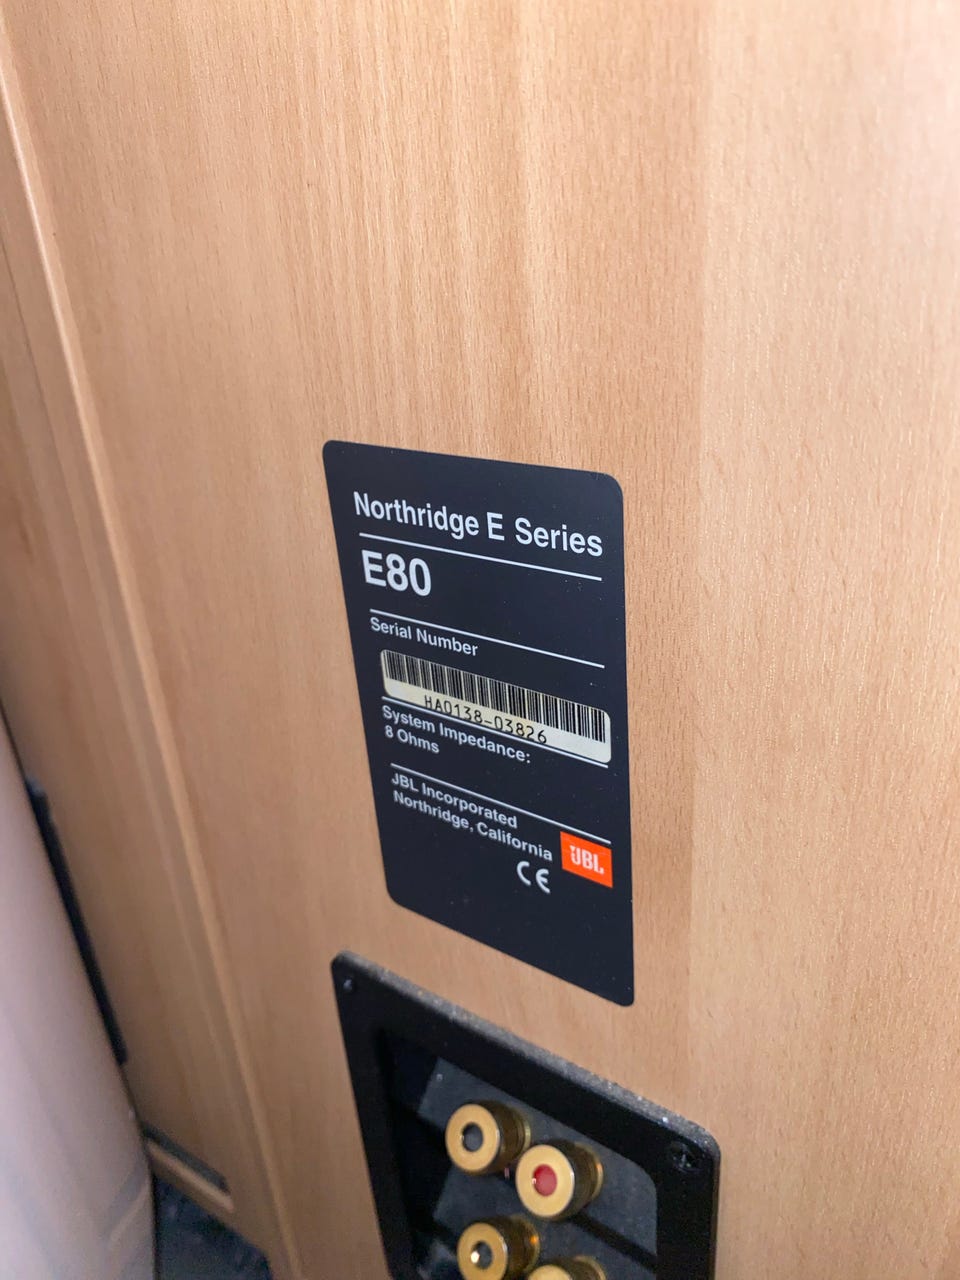 Northridge E Series
E80
Serial Number
HA0138-03826
System Impedance:
8 Ohms
JBL Incorporated
Northridge, California
JBL
CE